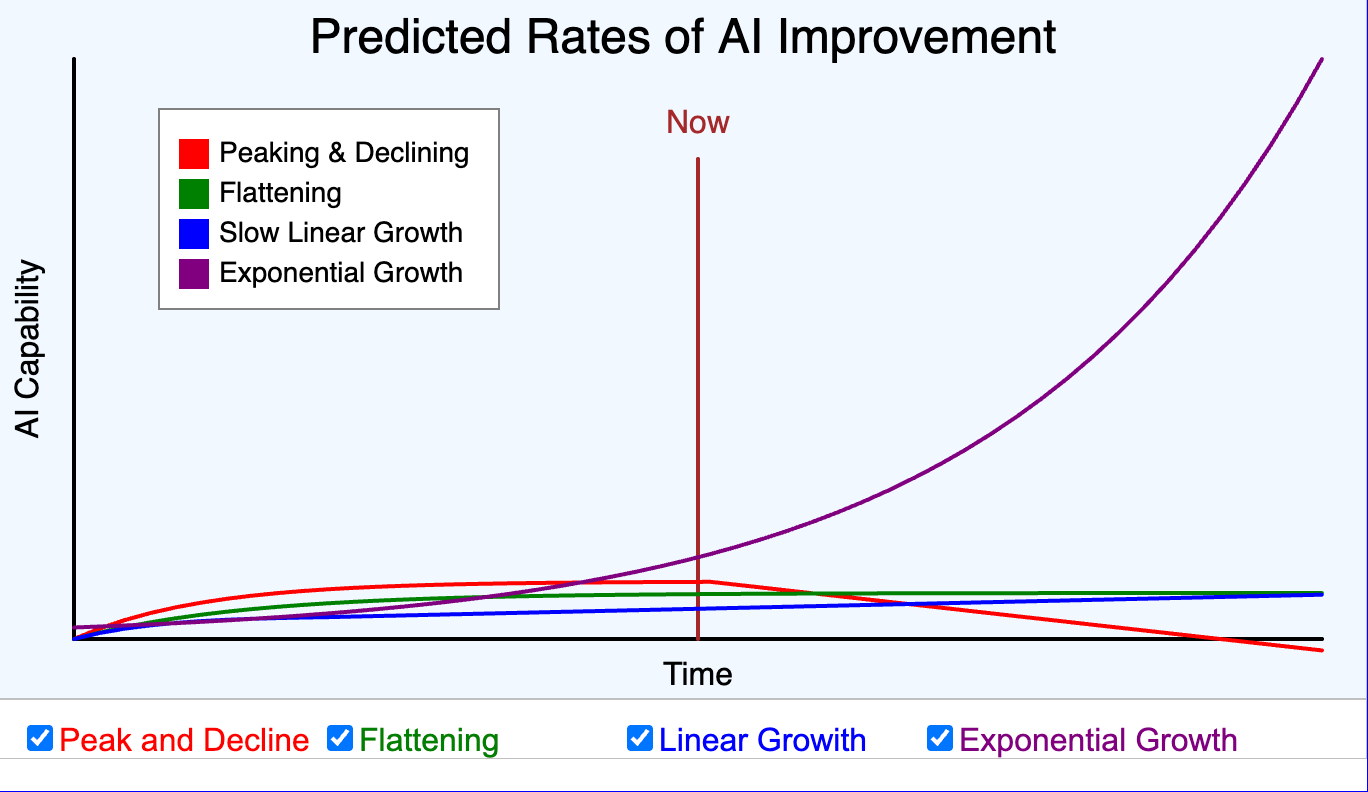 Predicted Rates of AI Improvement
Now
Peaking & Declining
Flattening
Slow Linear Growth
Exponential Growth
AI Capability
Time
Peak and Decline
Flattening
Linear Growith
Exponential Growth